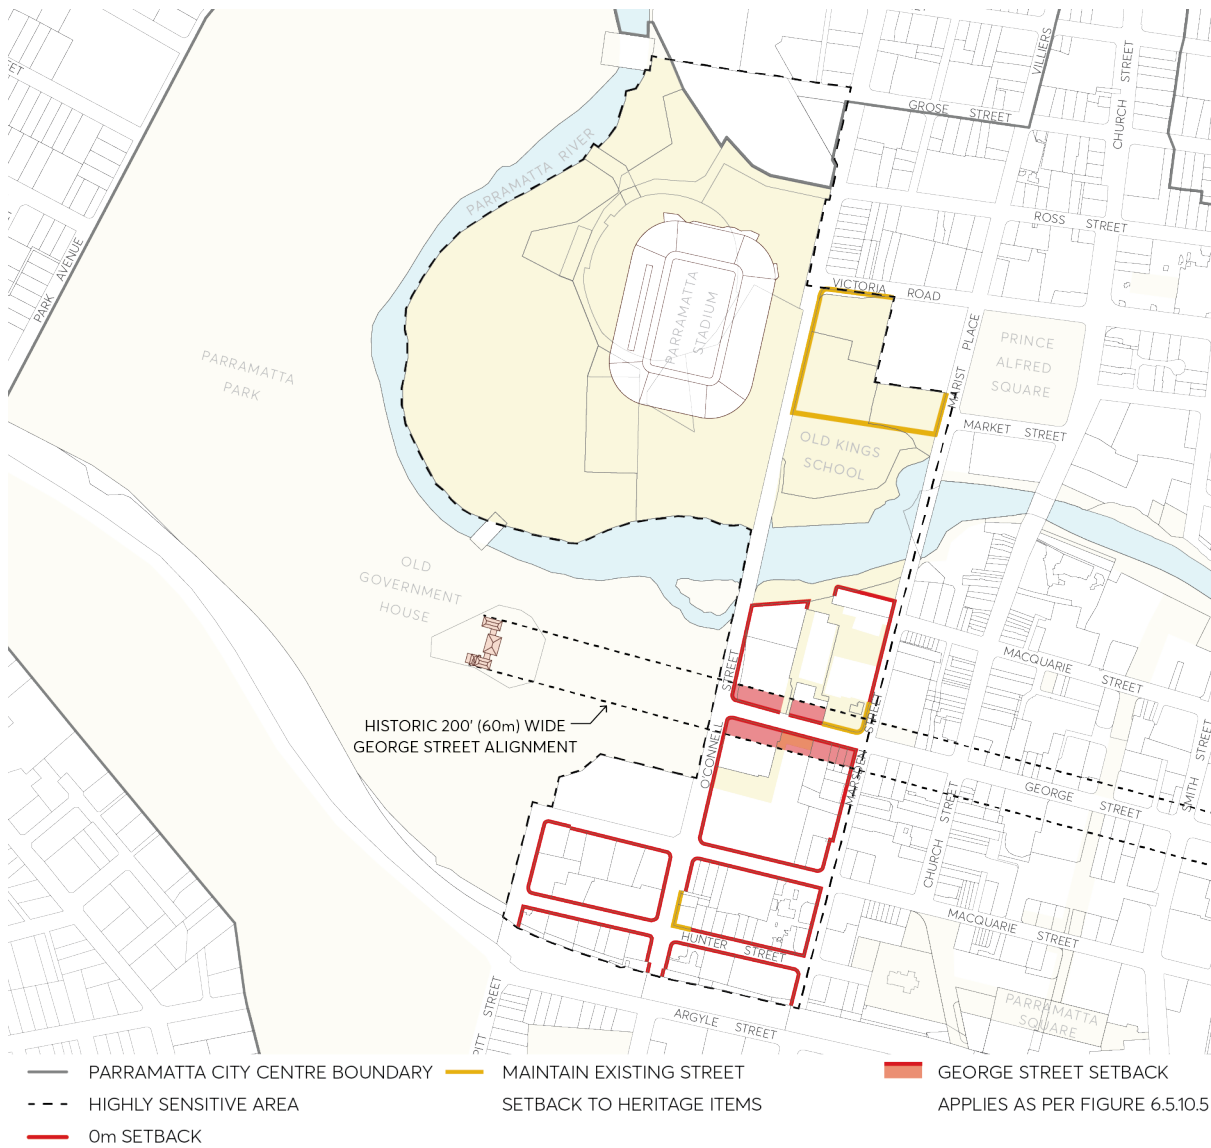 GROSE STREET
VILLIERS
CHURCH STREET
ET
PARRAMATTA RIVER
ROSS STREET
PARK AVENUE
VICTORIA ROAD
PARRAMATTA
STADIUM
PARRAMATTA
PARK
MARIST PLACE
PRINCE
ALFRED
SQUARE
MARKET STREET
OLD KINGS
SCHOOL
OLD
GOVERNMENT
HOUSE
MACQUARIE STREET
O'CONNELL STREET
MARSDEN STREET
HISTORIC 200' (60m) WIDE
GEORGE STREET ALIGNMENT
GEORGE STREET
SMITH STREET
CHURCH STREET
MACQUARIE STREET
HUNTER STREET
PITT STREET
ARGYLE STREET
PARRAMATTA
SQUARE
PARRAMATTA CITY CENTRE BOUNDARY
HIGHLY SENSITIVE AREA
0m SETBACK
MAINTAIN EXISTING STREET
SETBACK TO HERITAGE ITEMS
GEORGE STREET SETBACK
APPLIES AS PER FIGURE 6.5.10.5